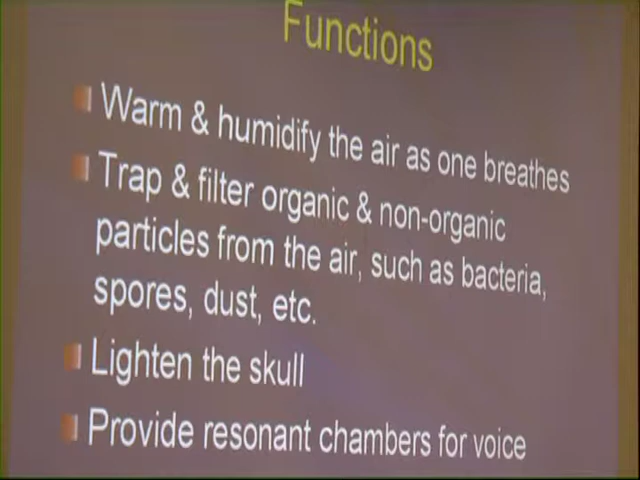 Functions
Warm & humidify the air as one breathes
Trap & filter organic & non-organic
particles from the air, such as bacteria,
spores, dust, etc.
Lighten the skull
Provide resonant chambers for voice